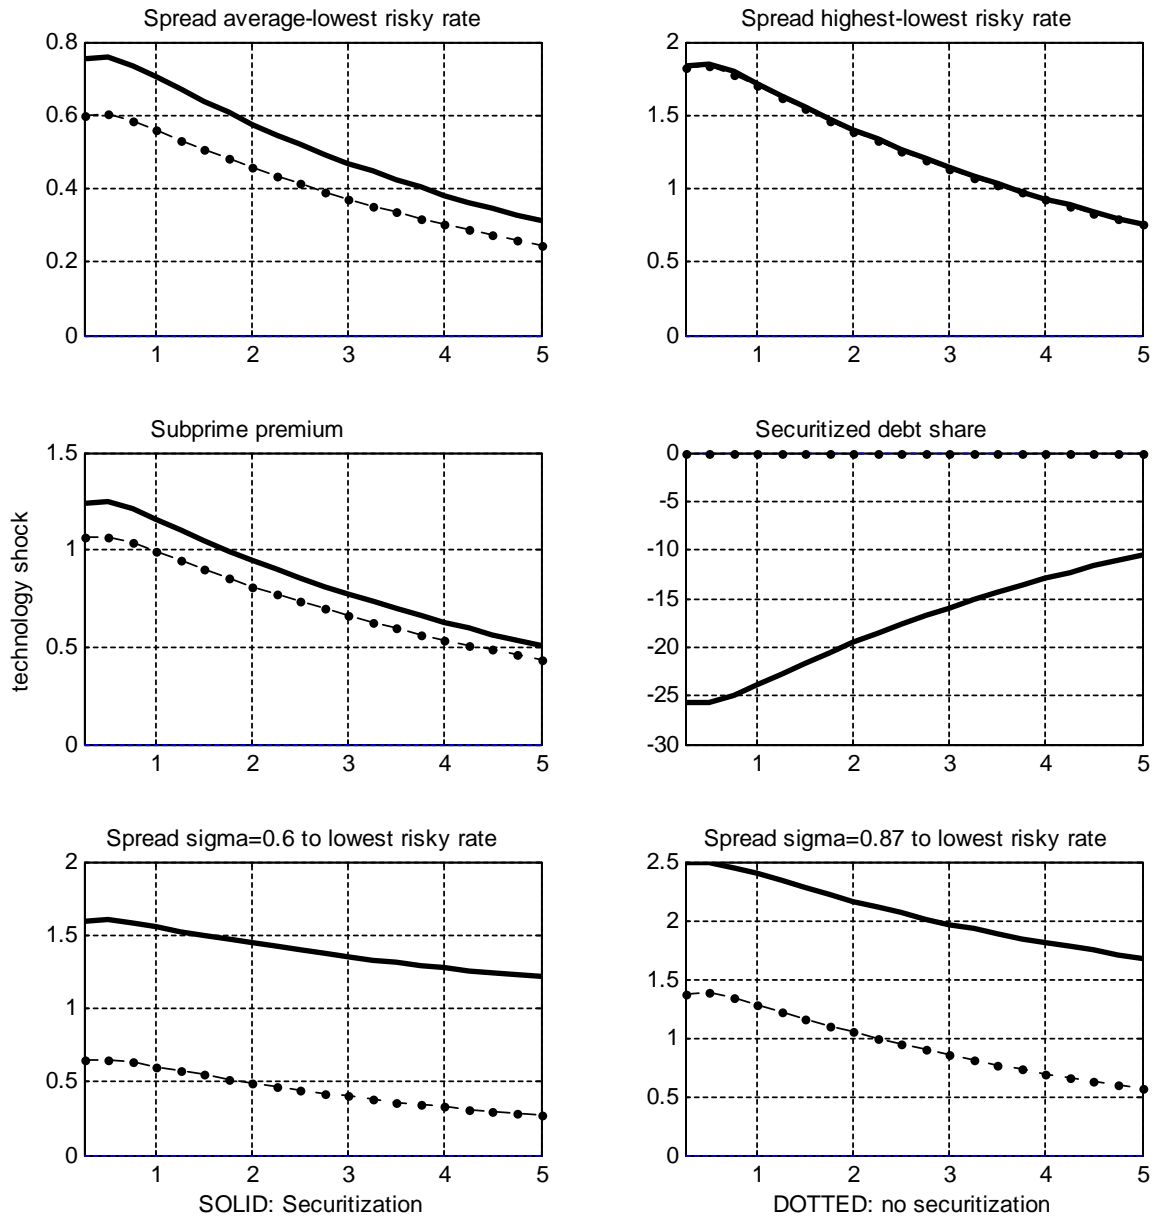 Spread average-lowest risky rate
0.8
0.6
0.4
0.2
0
1 2 3 4 5
Spread highest-lowest risky rate
2
1.5
1
0.5
0
1 2 3 4 5
technology shock
Subprime premium
1.5
1
0.5
0
1 2 3 4 5
Securitized debt share
0
-5
-10
-15
-20
-25
-30
1 2 3 4 5
Spread sigma=0.6 to lowest risky rate
2
1.5
1
0.5
0
1 2 3 4 5
SOLID: Securitization
Spread sigma=0.87 to lowest risky rate
2.5
2
1.5
1
0.5
0
1 2 3 4 5
DOTTED: no securitization